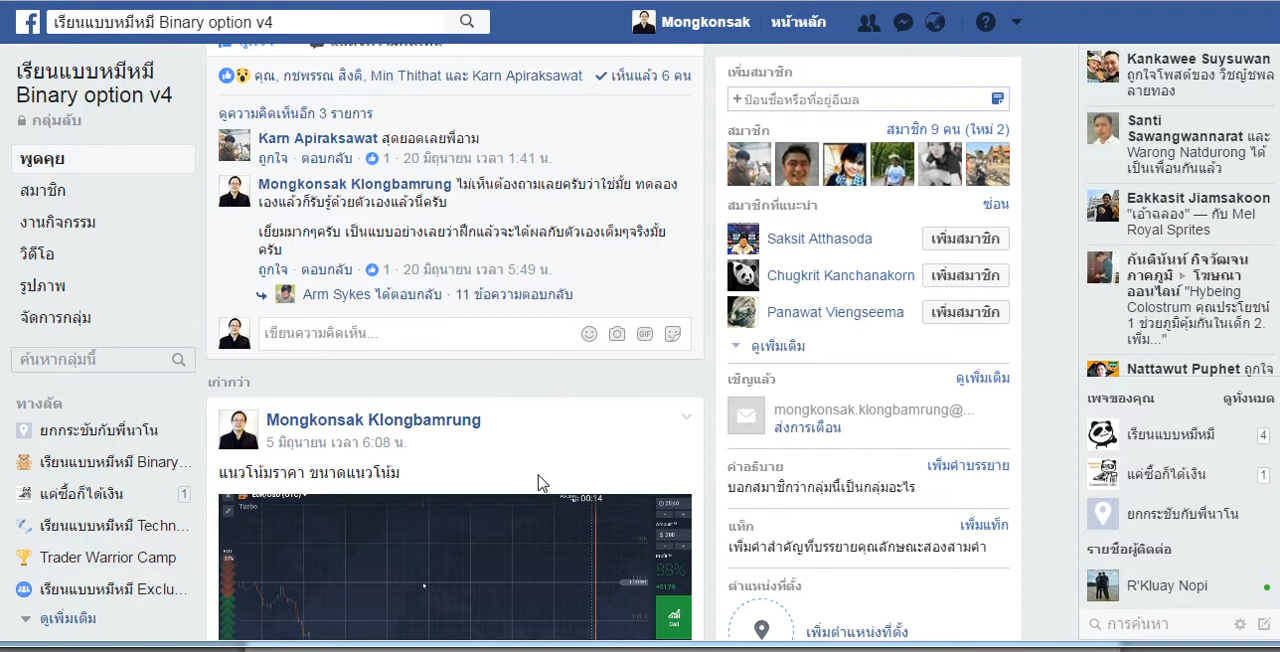 เรียนแบบหมีหมี Binary option v4
Mongkonsak
หน้าหลัก
เรียนแบบหมีหมี
Binary option v4
กลุ่มลับ
พูดคุย
สมาชิก
งานกิจกรรม
วิดีโอ
รูปภาพ
จัดการกลุ่ม
ค้นหากลุ่มนี้
ทางลัด
ยกกระชับกับพี่นาโน
เรียนแบบหมีหมี Binary...
แค่ซื้อก็ได้เงิน 1
เรียนแบบหมีหมี Techn...
Trader Warrior Camp
เรียนแบบหมีหมี Exclu...
ดูเพิ่มเติม
คุณ, กชพรรณ สิงติ, Min Thithat และ Karn Apiraksawat
เห็นแล้ว 6 คน
ดูความคิดเห็นอีก 3 รายการ
Karn Apiraksawat สุดยอดเลยพี่อาม
ถูกใจ · ตอบกลับ · 1 · 20 มิถุนายน เวลา 1:41 น.
Mongkonsak Klongbamrung ไม่เห็นต้องถามเลยครับว่าใช่มั้ย ทดลอง
เองแล้วก็รับรู้ด้วยตัวเองแล้วนี่ครับ
เยี่ยมมากๆครับ เป็นแบบอย่างเลยว่าฝึกแล้วจะได้ผลกับตัวเองเต็มๆจริงมั้ย
ครับ
ถูกใจ · ตอบกลับ · 1 · 20 มิถุนายน เวลา 5:49 น.
Arm Sykes ได้ตอบกลับ · 11 ข้อความตอบกลับ
เขียนความคิดเห็น...
GIF
เก่ากว่า
Mongkonsak Klongbamrung
5 มิถุนายน เวลา 6:08 น.
แนวโน้มราคา ขนาดแนวโน้ม
Turbo
00:14
88%
Call
เพิ่มสมาชิก
+ ป้อนชื่อหรือที่อยู่อีเมล
สมาชิก
สมาชิก 9 คน (ใหม่ 2)
สมาชิกที่แนะนำ
ซ่อน
Saksit Atthasoda
เพิ่มสมาชิก
Chugkrit Kanchanakorn
เพิ่มสมาชิก
Panawat Viengseema
เพิ่มสมาชิก
ดูเพิ่มเติม
เชิญแล้ว
ดูเพิ่มเติม
mongkonsak.klongbamrung@...
ส่งการเตือน
คำอธิบาย
เพิ่มคำบรรยาย
บอกสมาชิกว่ากลุ่มนี้เป็นกลุ่มอะไร
แท็ก
เพิ่มแท็ก
เพิ่มคำสำคัญที่บรรยายคุณลักษณะสองสามคำ
ตำแหน่งที่ตั้ง
เพิ่มตำแหน่งที่ตั้ง
Kankawee Suysuwan
ถูกใจโพสต์ของ วิชญ์ชพล
ลายทอง
Santi
Sawangwannarat และ
Warong Natdurong ได้
เป็นเพื่อนกันแล้ว
Eakkasit Jiamsakoon
"เอ้าฉลอง" — กับ Mel
Royal Sprites
กันตินันท์ กิจวัฒจน
ภาคภูมิ ▸ โฆษณา
ออนไลน์ "Hybeing
Colostrum คุณประโยชน์
1 ช่วยภูมิคุ้มกันในเด็ก 2.
เพิ่ม..."
Nattawut Puphet ถูกใจ
เพจของคุณ
ดูทั้งหมด
เรียนแบบหมีหมี 4
แค่ซื้อก็ได้เงิน 1
ยกกระชับกับพี่นาโน
รายชื่อผู้ติดต่อ
R'Kluay Nopi
การค้นหา